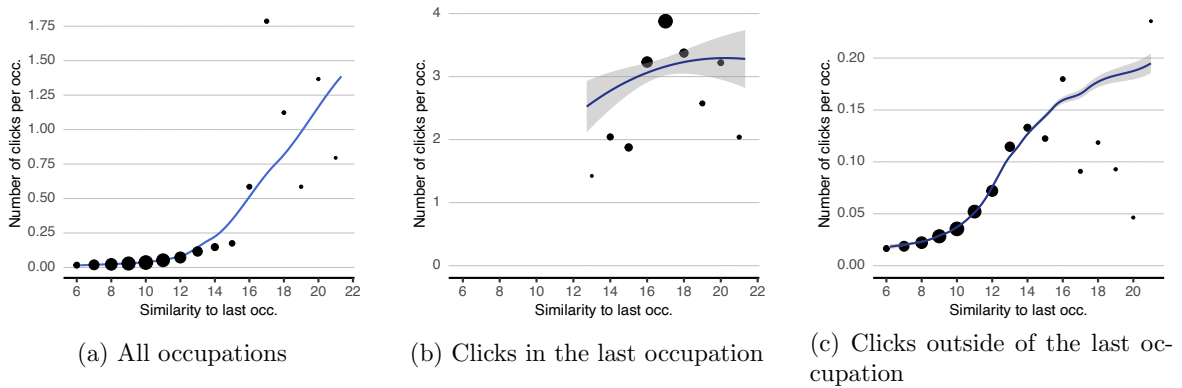 1.75
1.50
1.25
1.00
0.75
0.50
0.25
0.00
Number of clicks per occ.
6 8 10 12 14 16 18 20 22
Similarity to last occ.
(a) All occupations
4
3
2
1
0
Number of clicks per occ.
6 8 10 12 14 16 18 20 22
Similarity to last occ.
(b) Clicks in the last occupation
0.20
0.15
0.10
0.05
0.00
Number of clicks per occ.
6 8 10 12 14 16 18 20
Similarity to last occ.
(c) Clicks outside of the last oc-
cupation